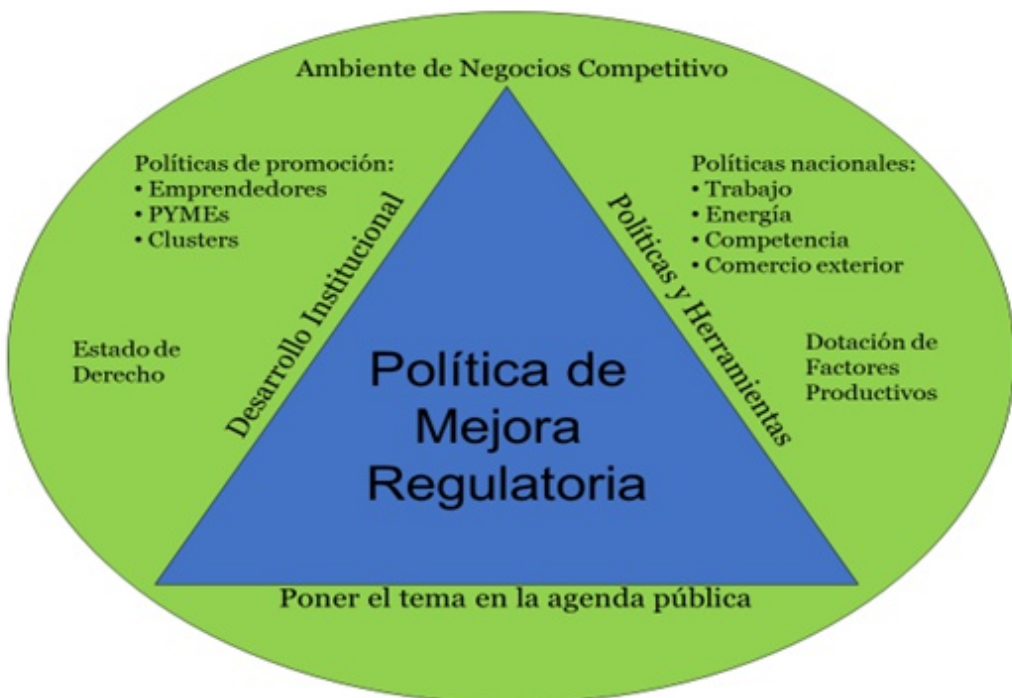 Ambiente de Negocios Competitivo
Políticas de promoción:
• Emprendedores
• PYMEs
• Clusters
Políticas nacionales:
• Trabajo
• Energía
• Competencia
• Comercio exterior
Desarrollo Institucional
Políticas y Herramientas
Estado de
Derecho
Dotación de
Factores
Productivos
Política de
Mejora
Regulatoria
Poner el tema en la agenda pública